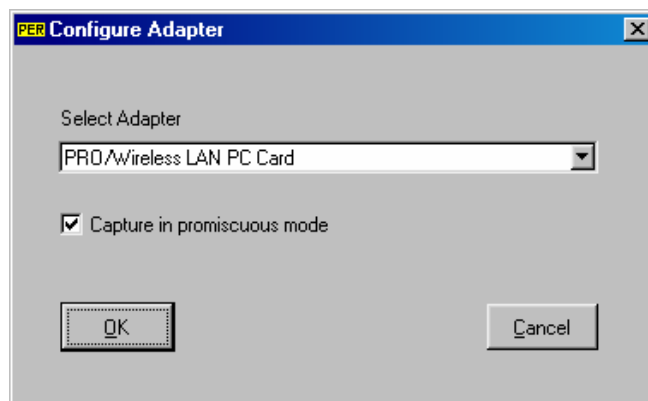 PER Configure Adapter
Select Adapter
PRO/Wireless LAN PC Card
Capture in promiscuous mode
OK
Cancel